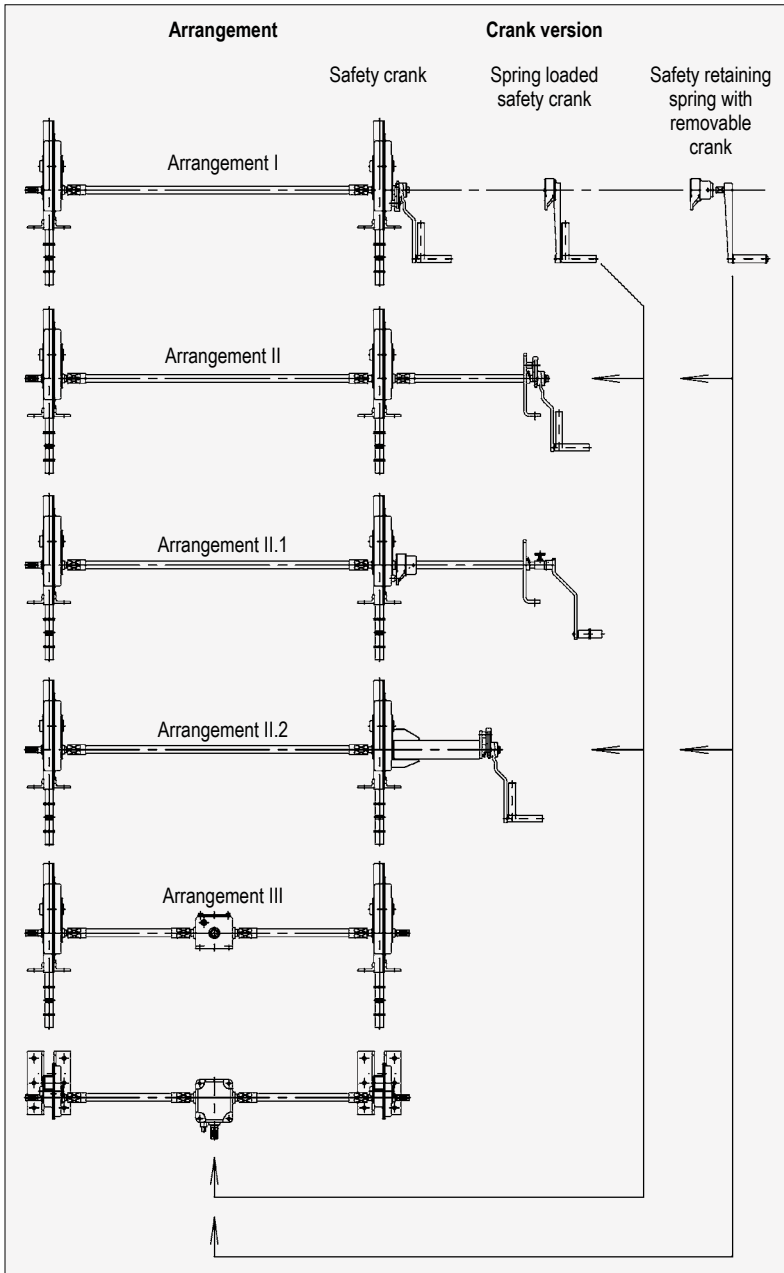 Arrangement
Crank version
Safety crank
Spring loaded
safety crank
Safety retaining
spring with
removable
crank
Arrangement I
Arrangement II
Arrangement II.1
Arrangement II.2
Arrangement III